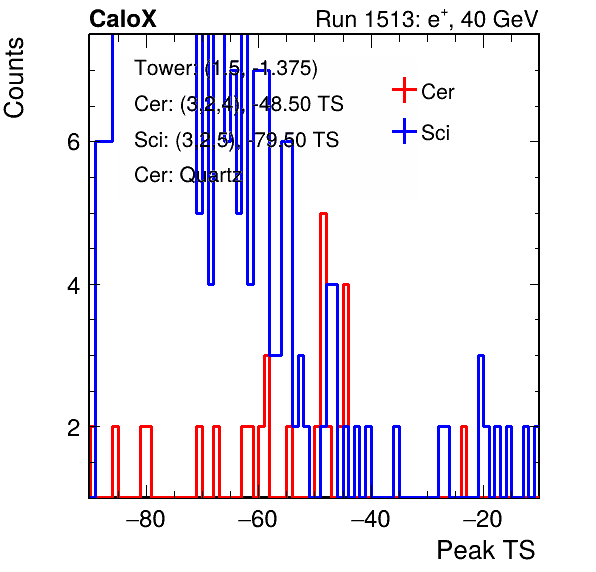 CaloX Run 1513: e⁺, 40 GeV
Counts
Tower: (1.5, -1.375)
Cer: (3,2,4), -48.50 TS
Sci: (3,2,5), -79.50 TS
Cer: Quartz
Cer
Sci
6
4
2
−80 −60 −40 −20
Peak TS